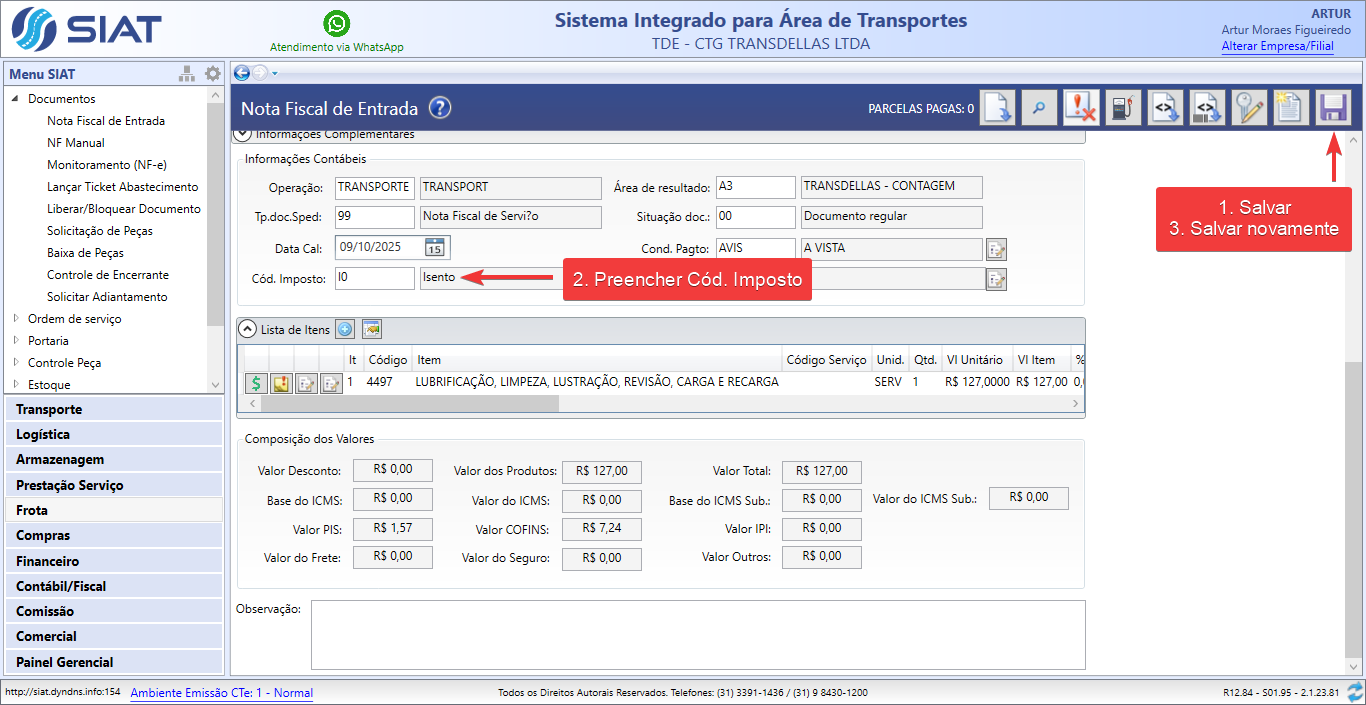 SIAT
Atendimento via WhatsApp
Sistema Integrado para Área de Transportes
TDE - CTG TRANSDELLAS LTDA
ARTUR
Artur Moraes Figueiredo
Alterar Empresa/Filial
Menu SIAT
Documentos
Nota Fiscal de Entrada
NF Manual
Monitoramento (NF-e)
Lançar Ticket Abastecimento
Liberar/Bloquear Documento
Solicitação de Peças
Baixa de Peças
Controle de Encerrante
Solicitar Adiantamento
Ordem de serviço
Portaria
Controle Peça
Estoque
Transporte
Logística
Armazenagem
Prestação Serviço
Frota
Compras
Financeiro
Contábil/Fiscal
Comissão
Comercial
Painel Gerencial
Nota Fiscal de Entrada ?
PARCELAS PAGAS: 0
1. Salvar
3. Salvar novamente
Informações Complementares
Informações Contábeis
Operação: TRANSPORTE TRANSPORT Área de resultado: A3 TRANSDELLAS - CONTAGEM
Tp.doc.Sped: 99 Nota Fiscal de Servi?o Situação doc.: 00 Documento regular
Data Cal: 09/10/2025 15 Cond. Pagto: AVIS A VISTA
Cód. Imposto: I0 Isento 2. Preencher Cód. Imposto
Lista de Itens
It Código Item Código Serviço Unid. Qtd. Vl Unitário Vl Item %
$ 1 4497 LUBRIFICAÇÃO, LIMPEZA, LUSTRAÇÃO, REVISÃO, CARGA E RECARGA SERV 1 R$ 127,0000 R$ 127,00 0,
Composição dos Valores
Valor Desconto: R$ 0,00 Valor dos Produtos: R$ 127,00 Valor Total: R$ 127,00
Base do ICMS: R$ 0,00 Valor do ICMS: R$ 0,00 Base do ICMS Sub.: R$ 0,00 Valor do ICMS Sub.: R$ 0,00
Valor PIS: R$ 1,57 Valor COFINS: R$ 7,24 Valor IPI: R$ 0,00
Valor do Frete: R$ 0,00 Valor do Seguro: R$ 0,00 Valor Outros: R$ 0,00
Observação:
http://siat.dyndns.info:154 Ambiente Emissão CTe: 1 - Normal Todos os Direitos Autorais Reservados. Telefones: (31) 3391-1436 / (31) 9 8430-1200 R12.84 - S01.95 - 2.1.23.81